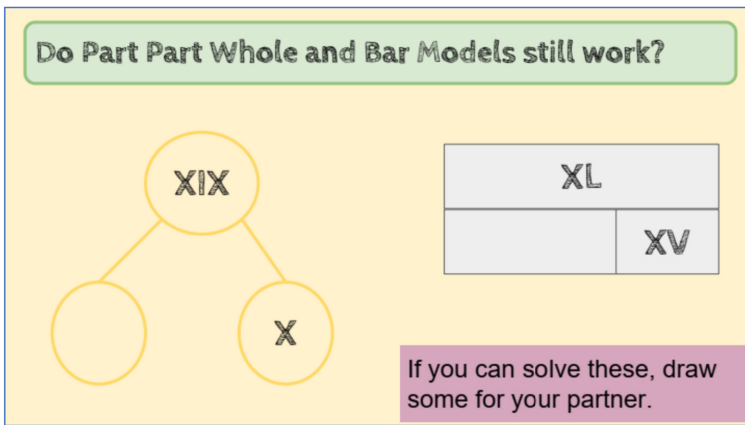 Do Part Part Whole and Bar Models still work?
XIX
X
XL
XV
If you can solve these, draw
some for your partner.